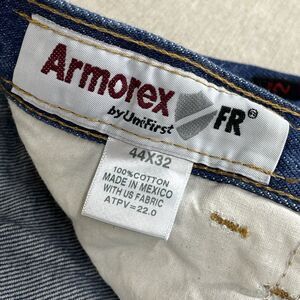 Armorex
by UniFirst
FR®
44X32
100%COTTON
MADE IN MEXICO
WITH US FABRIC
ATPV=22.0